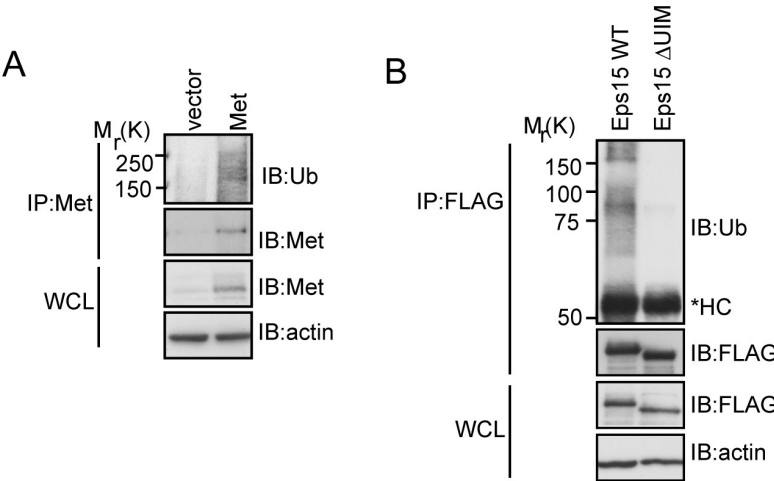 A
vector
Met
Mr(K)
250
150
IP:Met
IB:Ub
IB:Met
WCL
IB:Met
IB:actin
B
Eps15 WT
Eps15 ΔUIM
Mr(K)
150
100
75
50
IP:FLAG
IB:Ub
*HC
IB:FLAG
WCL
IB:FLAG
IB:actin